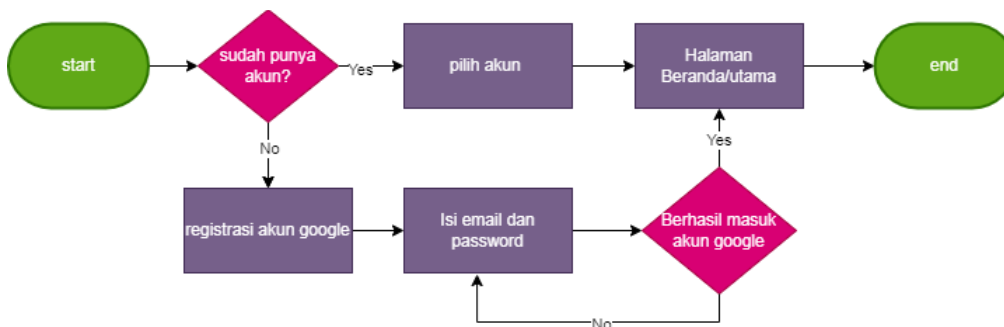 start
sudah punya
akun?
Yes
pilih akun
Halaman
Beranda/utama
end
No
Yes
registrasi akun google
Isi email dan
password
Berhasil masuk
akun google
No